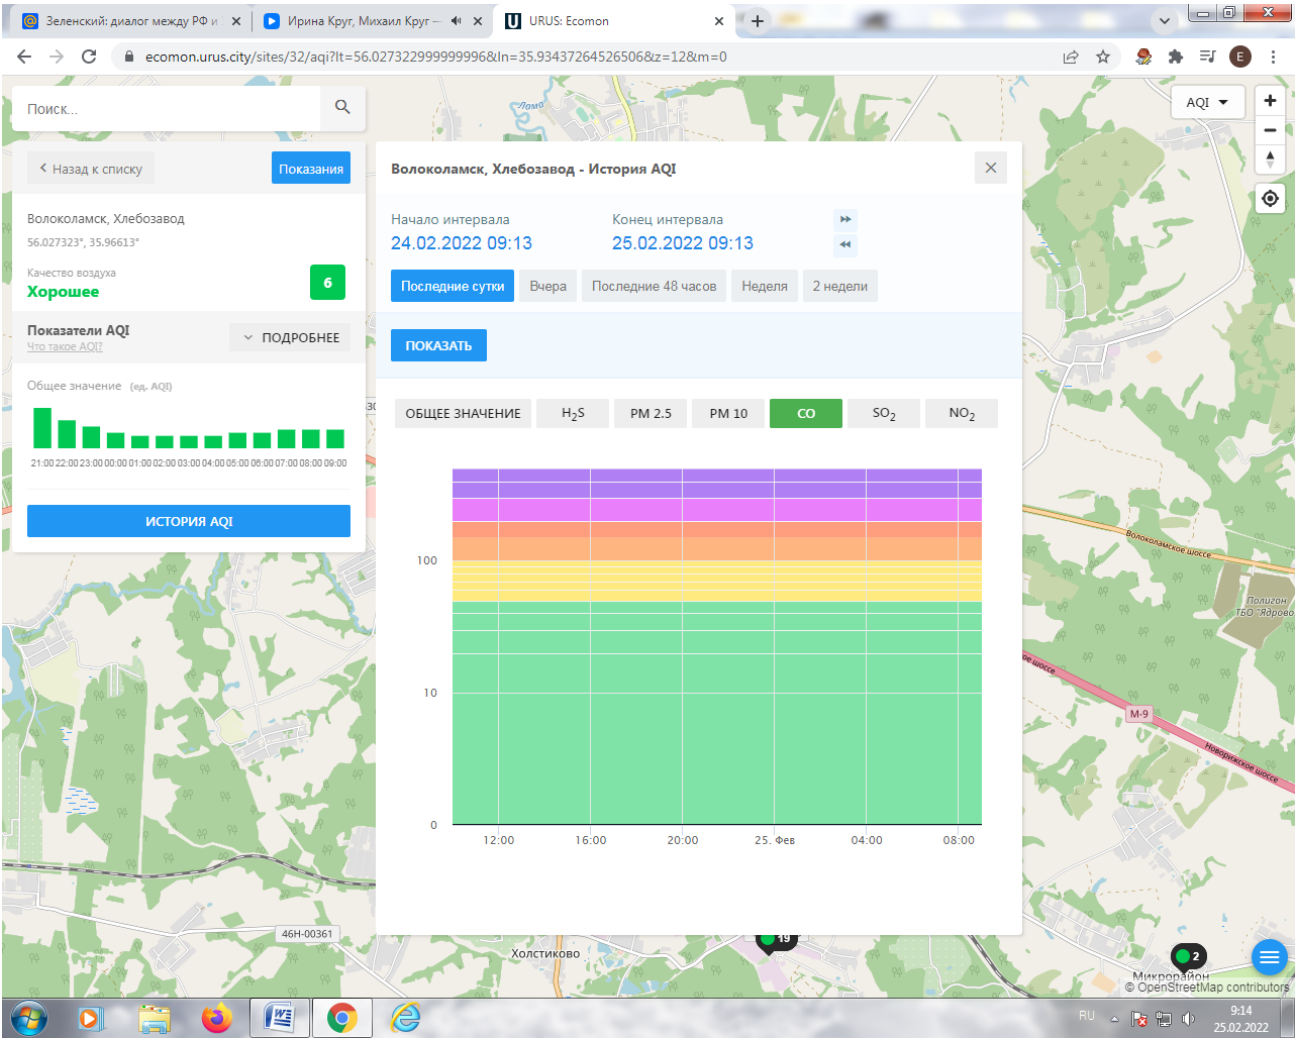 Зеленский: диалог между РФ и
Ирина Круг, Михаил Круг —
URUS: Ecomon
ecomon.urus.city/sites/32/aqi?lt=56.027322999999996&ln=35.93437264526506&z=12&m=0
E
Поиск...
AQI
Лама
Назад к списку
Показания
Волоколамск, Хлебозавод
56.027323°, 35.96613°
Качество воздуха
Хорошее
6
Показатели AQI
Что такое AQI?
ПОДРОБНЕЕ
Общее значение (ед. AQI)
21:00 22:00 23:00 00:00 01:00 02:00 03:00 04:00 05:00 06:00 07:00 08:00 09:00
ИСТОРИЯ AQI
Волоколамск, Хлебозавод - История AQI
Начало интервала
Конец интервала
24.02.2022 09:13
25.02.2022 09:13
Последние сутки
Вчера
Последние 48 часов
Неделя
2 недели
ПОКАЗАТЬ
ОБЩЕЕ ЗНАЧЕНИЕ
H2S
PM 2.5
PM 10
CO
SO2
NO2
100
10
0
12:00 16:00 20:00 25. Фев 04:00 08:00
Волоколамское шоссе
Полигон
ТБО "Ядрово
М-9
Новорижское шоссе
46Н-00361
Холстиково
19
2
Микрорайон
© OpenStreetMap contributors
RU
9:14
25.02.2022